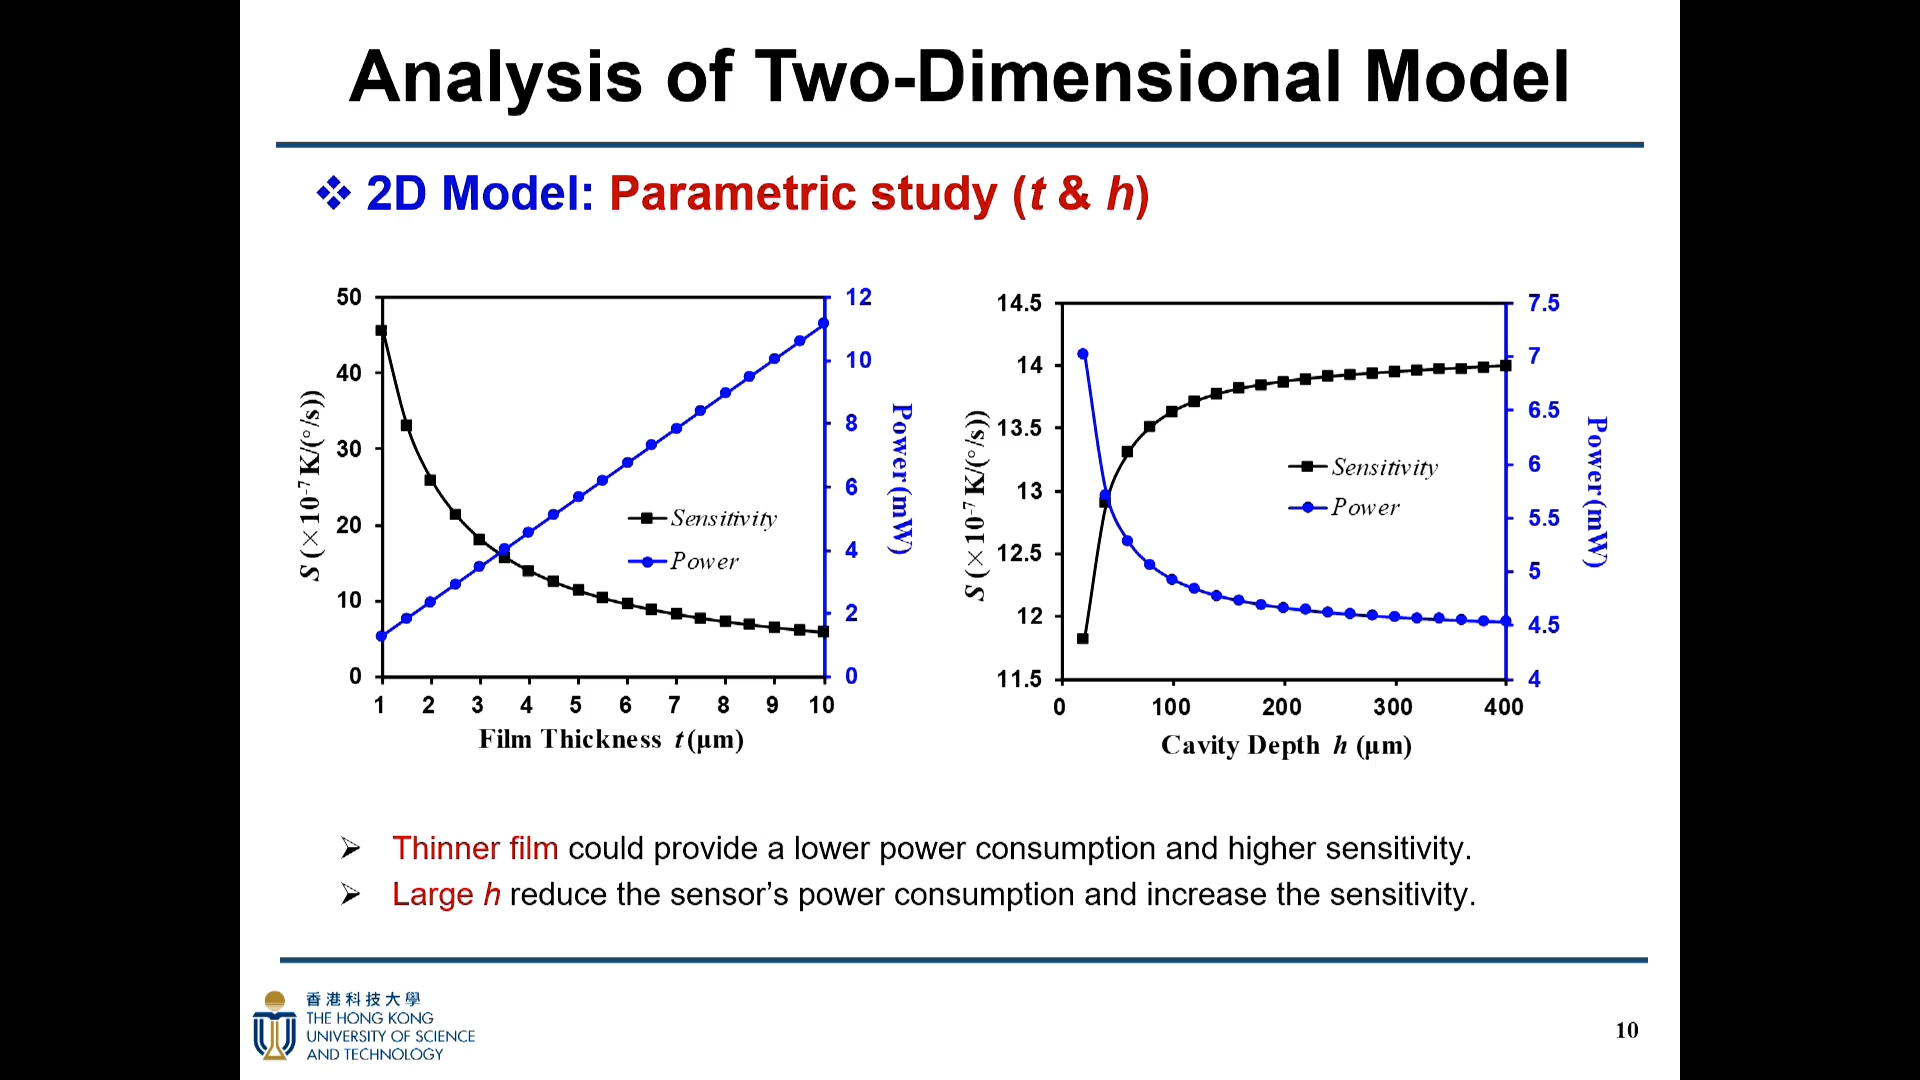 Analysis of Two-Dimensional Model
❖ 2D Model: Parametric study (t & h)
50
40
30
20
10
0
S (×10⁻⁷ K/(°/s))
12
10
8
6
4
2
0
Power (mW)
Sensitivity
Power
1 2 3 4 5 6 7 8 9 10
Film Thickness t (μm)
14.5
14
13.5
13
12.5
12
11.5
S (×10⁻⁷ K/(°/s))
7.5
7
6.5
6
5.5
5
4.5
4
Power (mW)
Sensitivity
Power
0 100 200 300 400
Cavity Depth h (μm)
➢ Thinner film could provide a lower power consumption and higher sensitivity.
➢ Large h reduce the sensor’s power consumption and increase the sensitivity.
香港科技大學
THE HONG KONG
UNIVERSITY OF SCIENCE
AND TECHNOLOGY
10